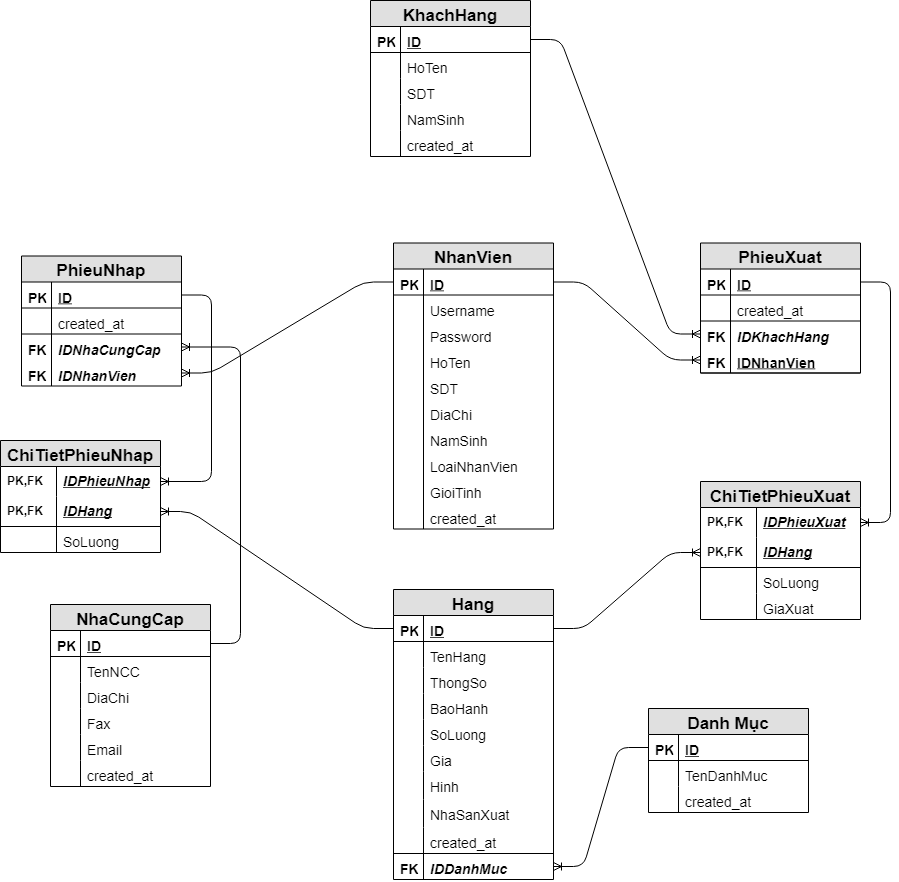 KhachHang
PK ID
HoTen
SDT
NamSinh
created_at
PhieuNhap
PK ID
created_at
FK IDNhaCungCap
FK IDNhanVien
NhanVien
PK ID
Username
Password
HoTen
SDT
DiaChi
NamSinh
LoaiNhanVien
GioiTinh
created_at
PhieuXuat
PK ID
created_at
FK IDKhachHang
FK IDNhanVien
ChiTietPhieuNhap
PK,FK IDPhieuNhap
PK,FK IDHang
SoLuong
ChiTietPhieuXuat
PK,FK IDPhieuXuat
PK,FK IDHang
SoLuong
GiaXuat
NhaCungCap
PK ID
TenNCC
DiaChi
Fax
Email
created_at
Hang
PK ID
TenHang
ThongSo
BaoHanh
SoLuong
Gia
Hinh
NhaSanXuat
created_at
FK IDDanhMuc
Danh Mục
PK ID
TenDanhMuc
created_at